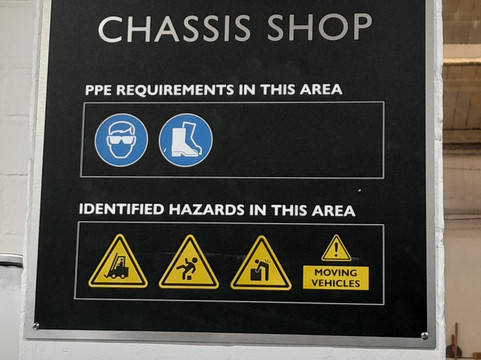 CHASSIS SHOP
PPE REQUIREMENTS IN THIS AREA
IDENTIFIED HAZARDS IN THIS AREA
MOVING
VEHICLES